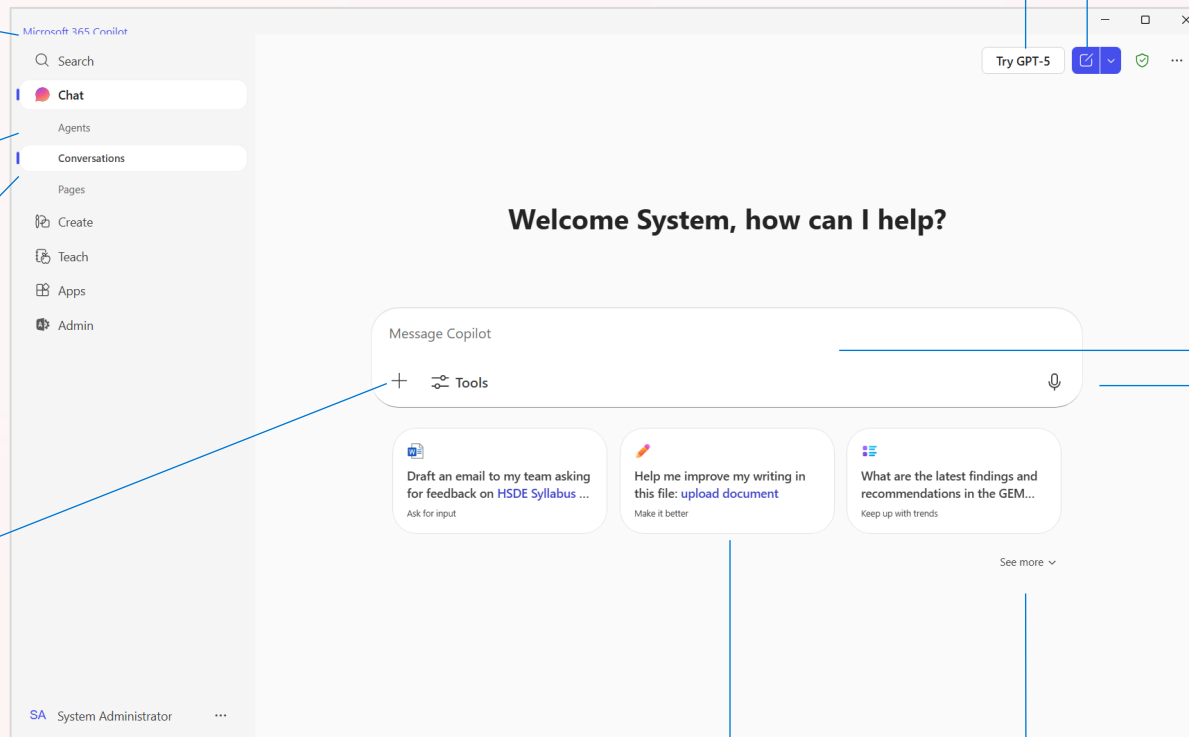 Microsoft 365 Copilot
Search
Chat
Agents
Conversations
Pages
Create
Teach
Apps
Admin
SA System Administrator ...
Try GPT-5
...
Welcome System, how can I help?
Message Copilot
Tools
Draft an email to my team asking
for feedback on HSDE Syllabus ...
Ask for input
Help me improve my writing in
this file: upload document
Make it better
What are the latest findings and
recommendations in the GEM...
Keep up with trends
See more